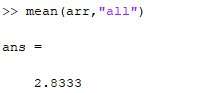 >> mean(arr,"all")
ans =
2.8333